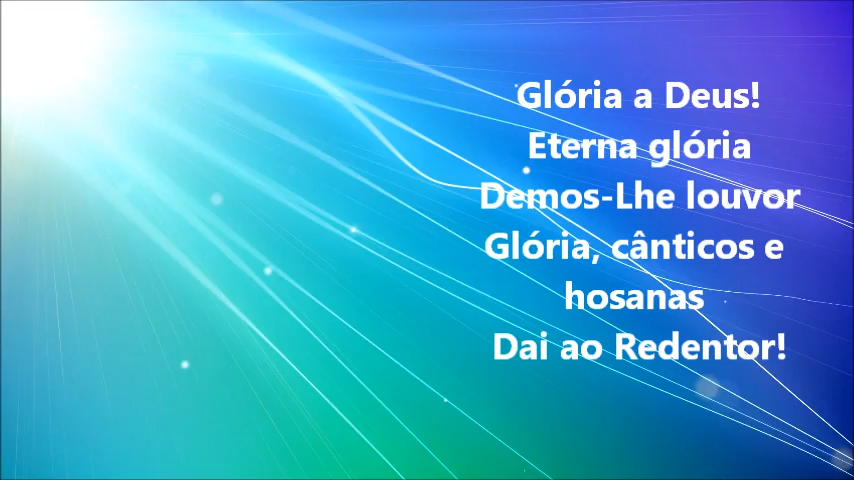 Glória a Deus!
Eterna glória
Demos-Lhe louvor
Glória, cânticos e
hosanas
Dai ao Redentor!